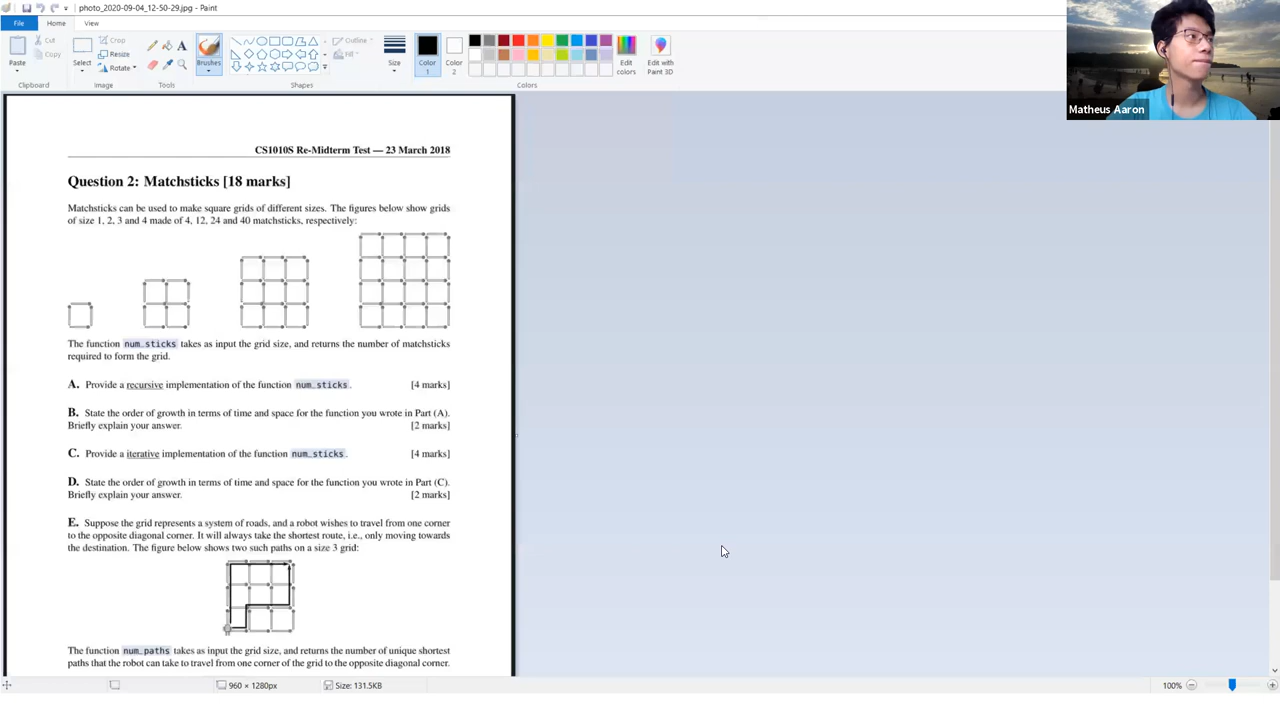 photo_2020-09-04_12-50-29.jpg - Paint
File Home View
Paste
Cut
Copy
Clipboard
Select
Crop
Resize
Rotate
Image
A
Tools
Brushes
Outline
Fill
Shapes
Size
Color 1
Color 2
Edit colors
Edit with Paint 3D
Colors
Matheus Aaron
CS1010S Re-Midterm Test — 23 March 2018
Question 2: Matchsticks [18 marks]
Matchsticks can be used to make square grids of different sizes. The figures below show grids
of size 1, 2, 3 and 4 made of 4, 12, 24 and 40 matchsticks, respectively:
The function num_sticks takes as input the grid size, and returns the number of matchsticks
required to form the grid.
A. Provide a recursive implementation of the function num_sticks. [4 marks]
B. State the order of growth in terms of time and space for the function you wrote in Part (A).
Briefly explain your answer. [2 marks]
C. Provide a iterative implementation of the function num_sticks. [4 marks]
D. State the order of growth in terms of time and space for the function you wrote in Part (C).
Briefly explain your answer. [2 marks]
E. Suppose the grid represents a system of roads, and a robot wishes to travel from one corner
to the opposite diagonal corner. It will always take the shortest route, i.e., only moving towards
the destination. The figure below shows two such paths on a size 3 grid:
The function num_paths takes as input the grid size, and returns the number of unique shortest
paths that the robot can take to travel from one corner of the grid to the opposite diagonal corner.
960 × 1280px
Size: 131.5KB
100%